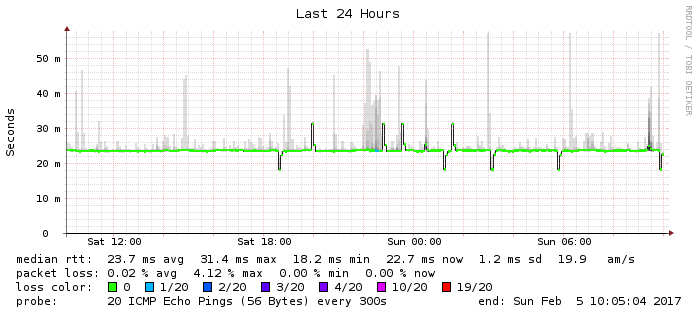 Last 24 Hours
RRDTOOL / TOBI OETIKER
Seconds
50 m
40 m
30 m
20 m
10 m
0
Sat 12:00 Sat 18:00 Sun 00:00 Sun 06:00
median rtt: 23.7 ms avg 31.4 ms max 18.2 ms min 22.7 ms now 1.2 ms sd 19.9 am/s
packet loss: 0.02 % avg 4.12 % max 0.00 % min 0.00 % now
loss color: 0 1/20 2/20 3/20 4/20 10/20 19/20
probe: 20 ICMP Echo Pings (56 Bytes) every 300s end: Sun Feb 5 10:05:04 2017